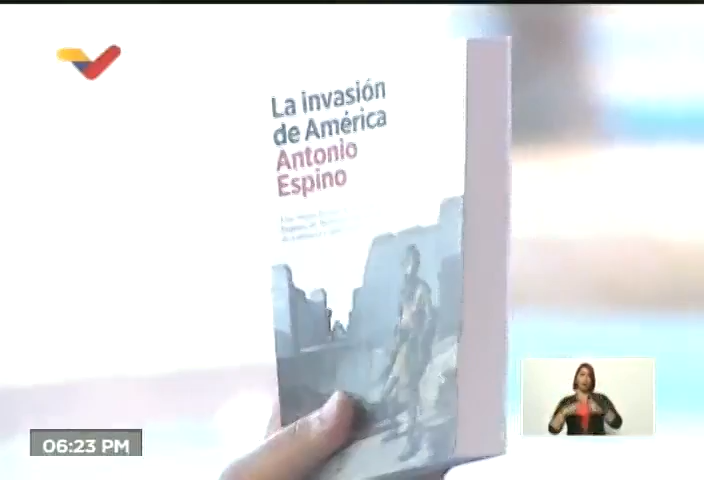 La invasión
de América
Antonio
Espino
06:23 PM